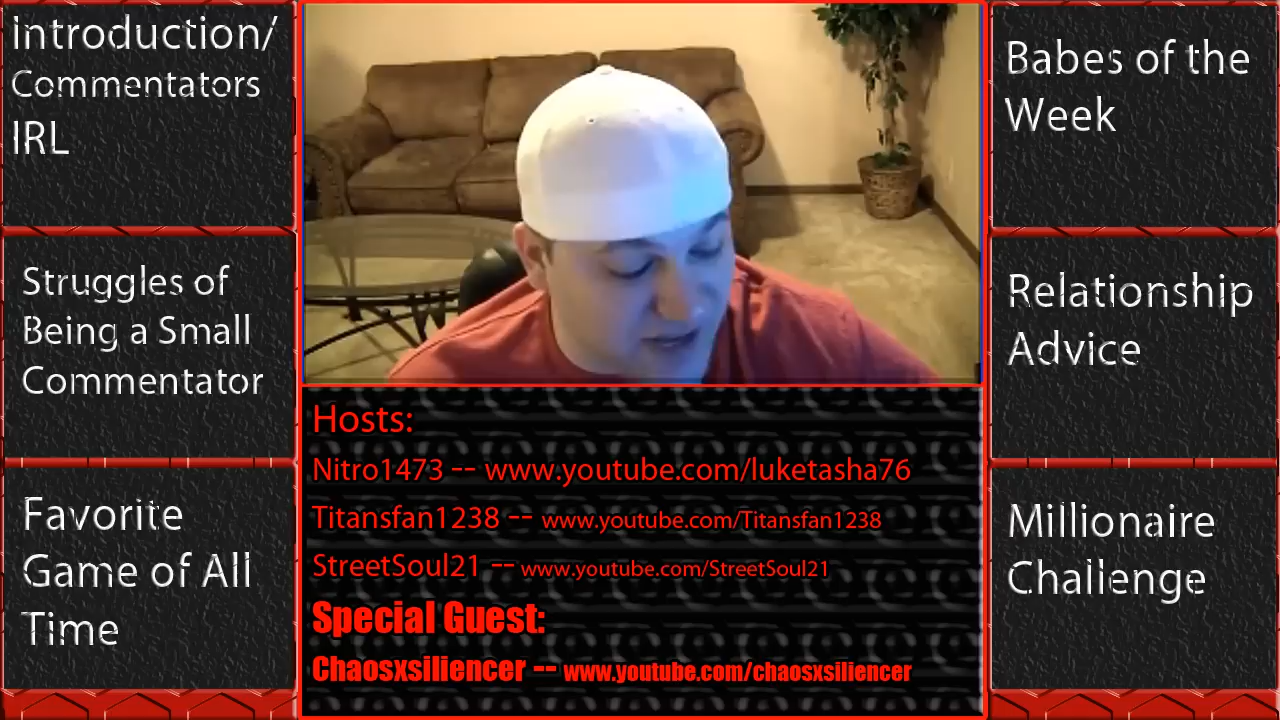 Introduction/
Commentators
IRL
Struggles of
Being a Small
Commentator
Favorite
Game of All
Time
Hosts:
Nitro1473 -- www.youtube.com/luketasha76
Titansfan1238 -- www.youtube.com/Titansfan1238
StreetSoul21 -- www.youtube.com/StreetSoul21
Special Guest:
Chaosxsiliencer -- www.youtube.com/chaosxsiliencer
Babes of the
Week
Relationship
Advice
Millionaire
Challenge